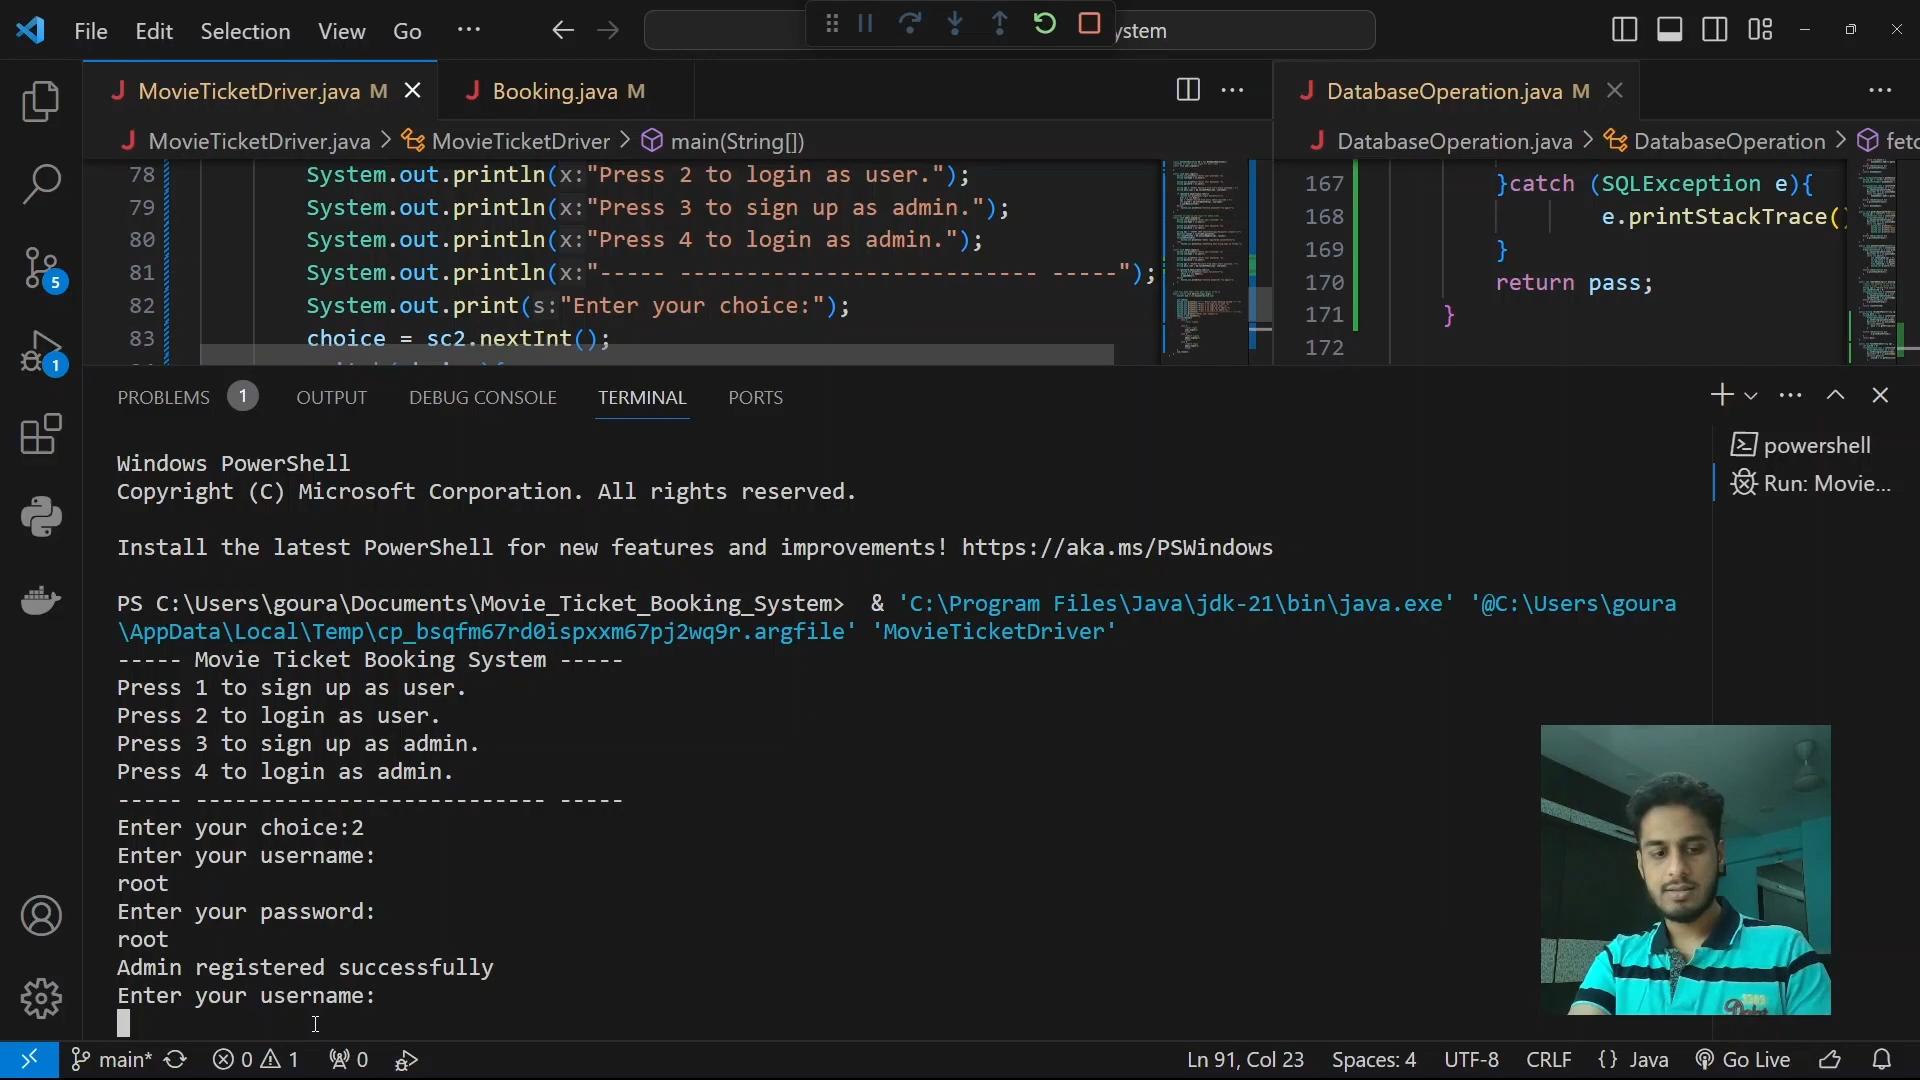 File Edit Selection View Go ···
ystem
MovieTicketDriver.java M
Booking.java M
DatabaseOperation.java M
MovieTicketDriver.java > MovieTicketDriver > main(String[])
DatabaseOperation.java > DatabaseOperation > fetc
78 System.out.println(x:"Press 2 to login as user.");
79 System.out.println(x:"Press 3 to sign up as admin.");
80 System.out.println(x:"Press 4 to login as admin.");
81 System.out.println(x:"----- --------------------------- -----");
82 System.out.print(s:"Enter your choice:");
83 choice = sc2.nextInt();
167 }catch (SQLException e){
168 e.printStackTrace()
169 }
170 return pass;
171 }
172
PROBLEMS 1 OUTPUT DEBUG CONSOLE TERMINAL PORTS
powershell
Run: Movie...
Windows PowerShell
Copyright (C) Microsoft Corporation. All rights reserved.
Install the latest PowerShell for new features and improvements! https://aka.ms/PSWindows
PS C:\Users\goura\Documents\Movie_Ticket_Booking_System> & 'C:\Program Files\Java\jdk-21\bin\java.exe' '@C:\Users\goura
\AppData\Local\Temp\cp_bsqfm67rd0ispxxm67pj2wq9r.argfile' 'MovieTicketDriver'
----- Movie Ticket Booking System -----
Press 1 to sign up as user.
Press 2 to login as user.
Press 3 to sign up as admin.
Press 4 to login as admin.
----- --------------------------- -----
Enter your choice:2
Enter your username:
root
Enter your password:
root
Admin registered successfully
Enter your username:
5
1
main* 0 1 0
Ln 91, Col 23 Spaces: 4 UTF-8 CRLF {} Java Go Live